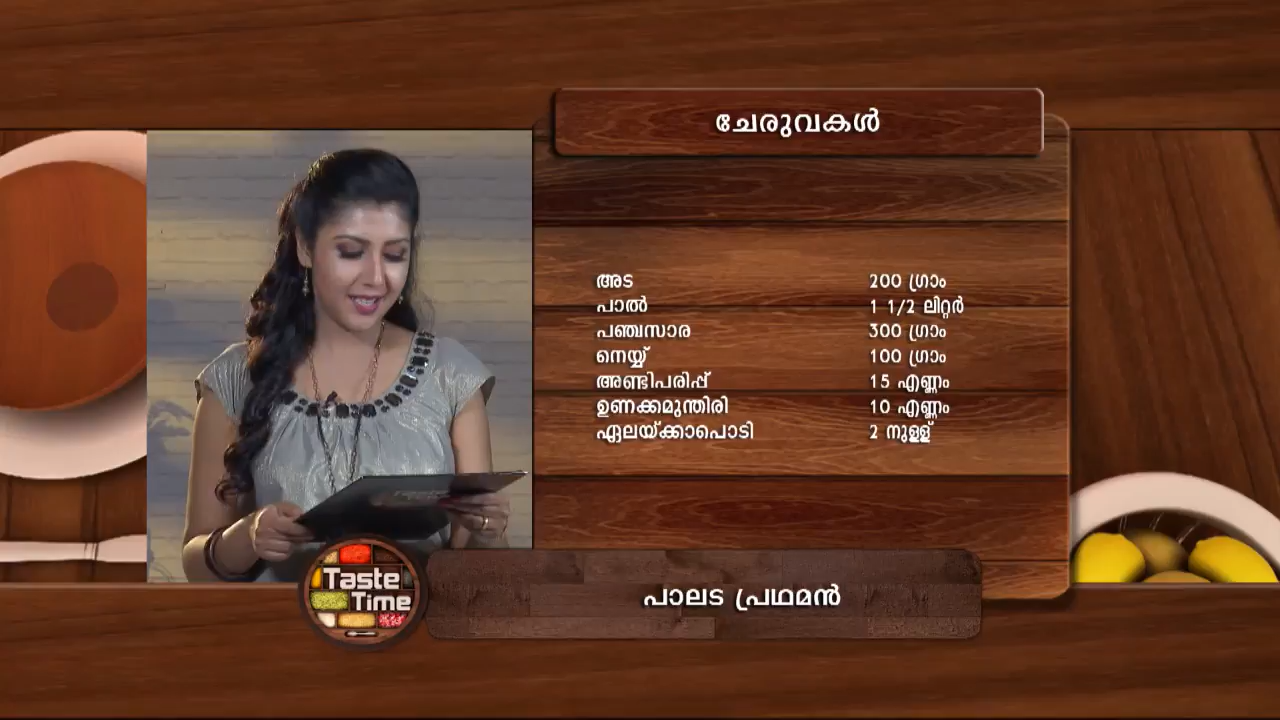 ചേരുവകൾ
അട 200 ഗ്രാം
പാൽ 1 1/2 ലിറ്റർ
പഞ്ചസാര 300 ഗ്രാം
നെയ്യ് 100 ഗ്രാം
അണ്ടിപരിപ്പ് 15 എണ്ണം
ഉണക്കമുന്തിരി 10 എണ്ണം
ഏലയ്ക്കാപൊടി 2 നുള്ള്
Taste
Time
പാലട പ്രഥമൻ